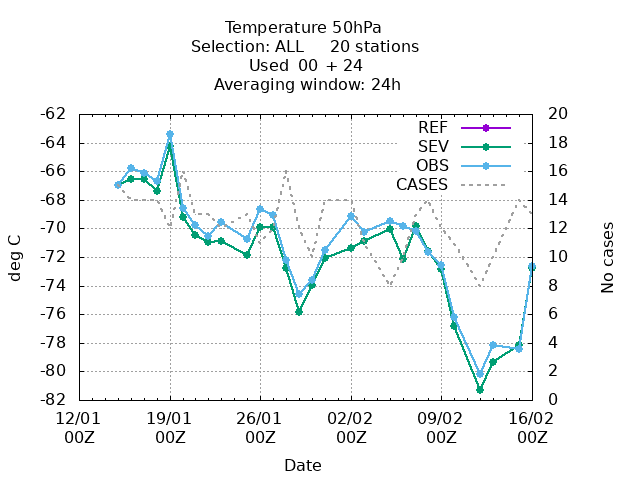 Temperature 50hPa
Selection: ALL     20 stations
Used  00  + 24
Averaging window: 24h
-62
-64
-66
-68
-70
-72
-74
-76
-78
-80
-82
deg C
REF
SEV
OBS
CASES
20
18
16
14
12
10
8
6
4
2
0
No cases
12/01 19/01 26/01 02/02 09/02 16/02
00Z 00Z 00Z 00Z 00Z 00Z
Date